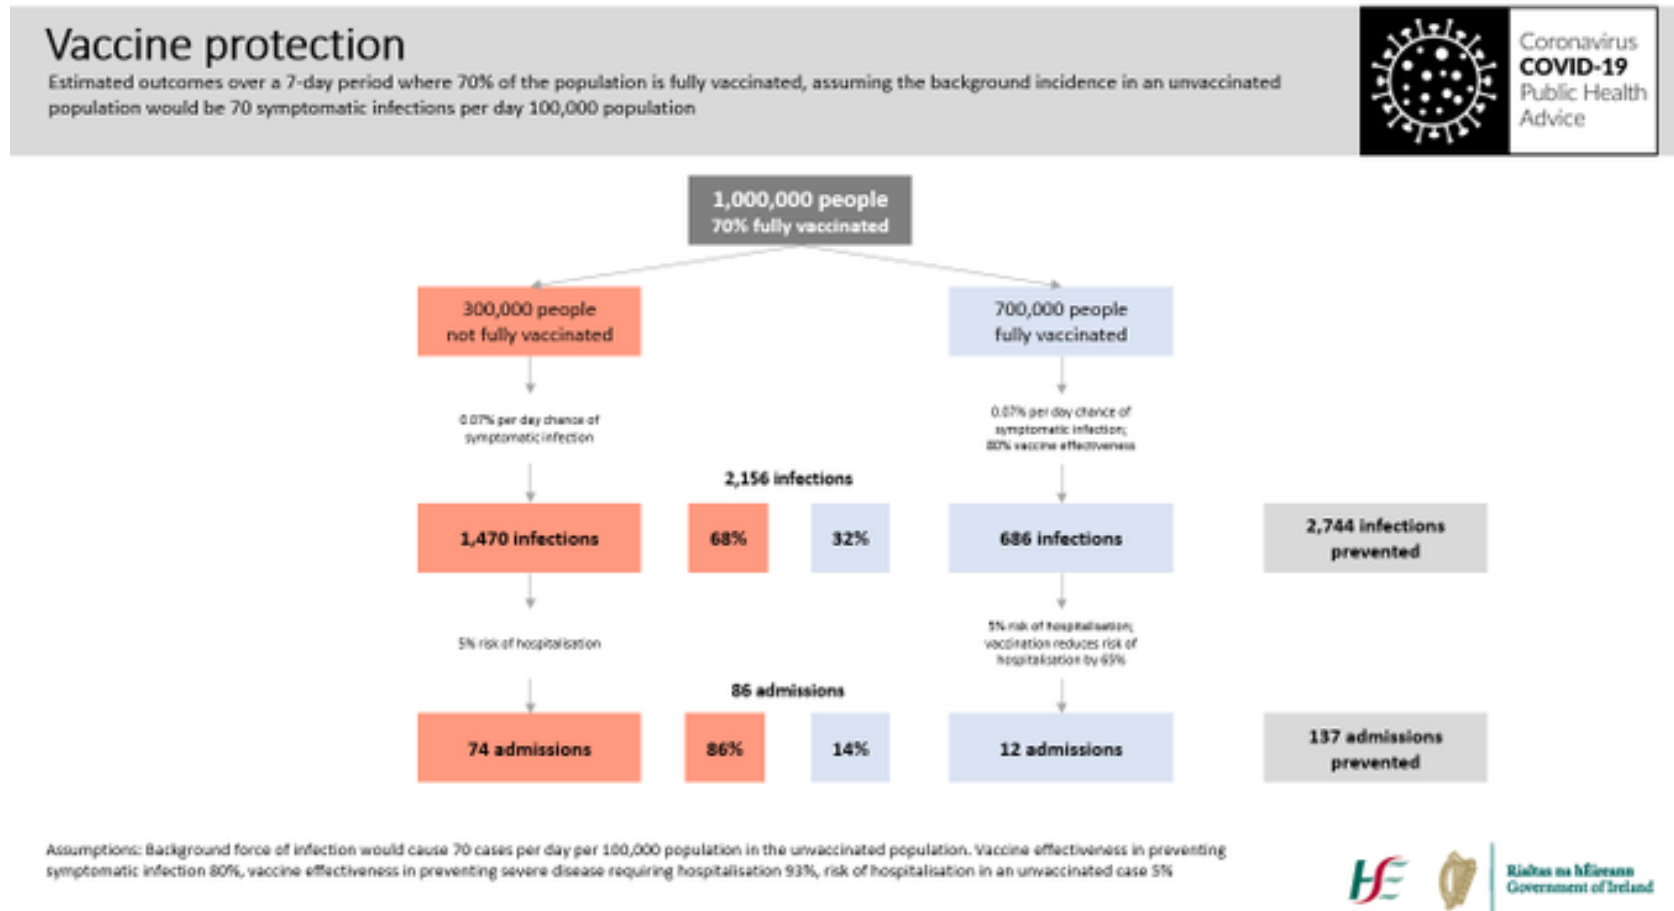 Vaccine protection
Estimated outcomes over a 7-day period where 70% of the population is fully vaccinated, assuming the background incidence in an unvaccinated
population would be 70 symptomatic infections per day 100,000 population
Coronavirus
COVID-19
Public Health
Advice
1,000,000 people
70% fully vaccinated
300,000 people
not fully vaccinated
700,000 people
fully vaccinated
0.07% per day chance of
symptomatic infection
0.07% per day chance of
symptomatic infection;
80% vaccine effectiveness
2,156 infections
1,470 infections
68%
32%
686 infections
2,744 infections
prevented
5% risk of hospitalisation
5% risk of hospitalisation;
vaccination reduces risk of
hospitalisation by 65%
86 admissions
74 admissions
86%
14%
12 admissions
137 admissions
prevented
Assumptions: Background force of infection would cause 70 cases per day per 100,000 population in the unvaccinated population. Vaccine effectiveness in preventing
symptomatic infection 80%, vaccine effectiveness in preventing severe disease requiring hospitalisation 93%, risk of hospitalisation in an unvaccinated case 5%
HSE
Rialtas na hÉireann
Government of Ireland